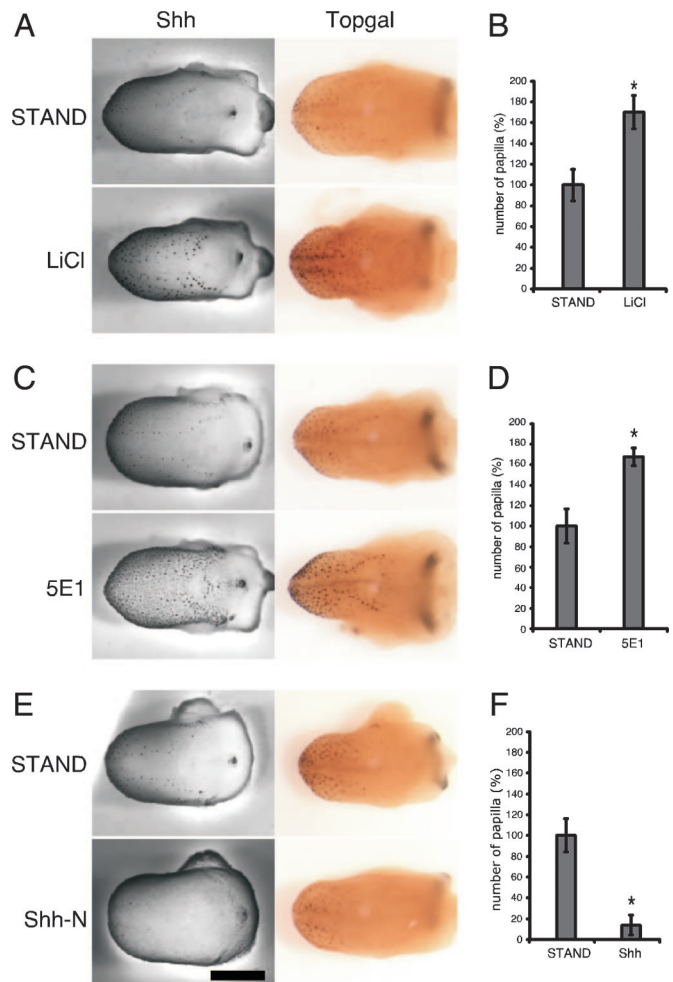 A
Shh
Topgal
STAND
LiCl
B
number of papilla (%)
200
180
160
140
120
100
80
60
40
20
0
*
STAND
LiCl
C
STAND
5E1
D
number of papilla (%)
200
180
160
140
120
100
80
60
40
20
0
*
STAND
5E1
E
STAND
Shh-N
F
number of papilla (%)
200
180
160
140
120
100
80
60
40
20
0
*
STAND
Shh